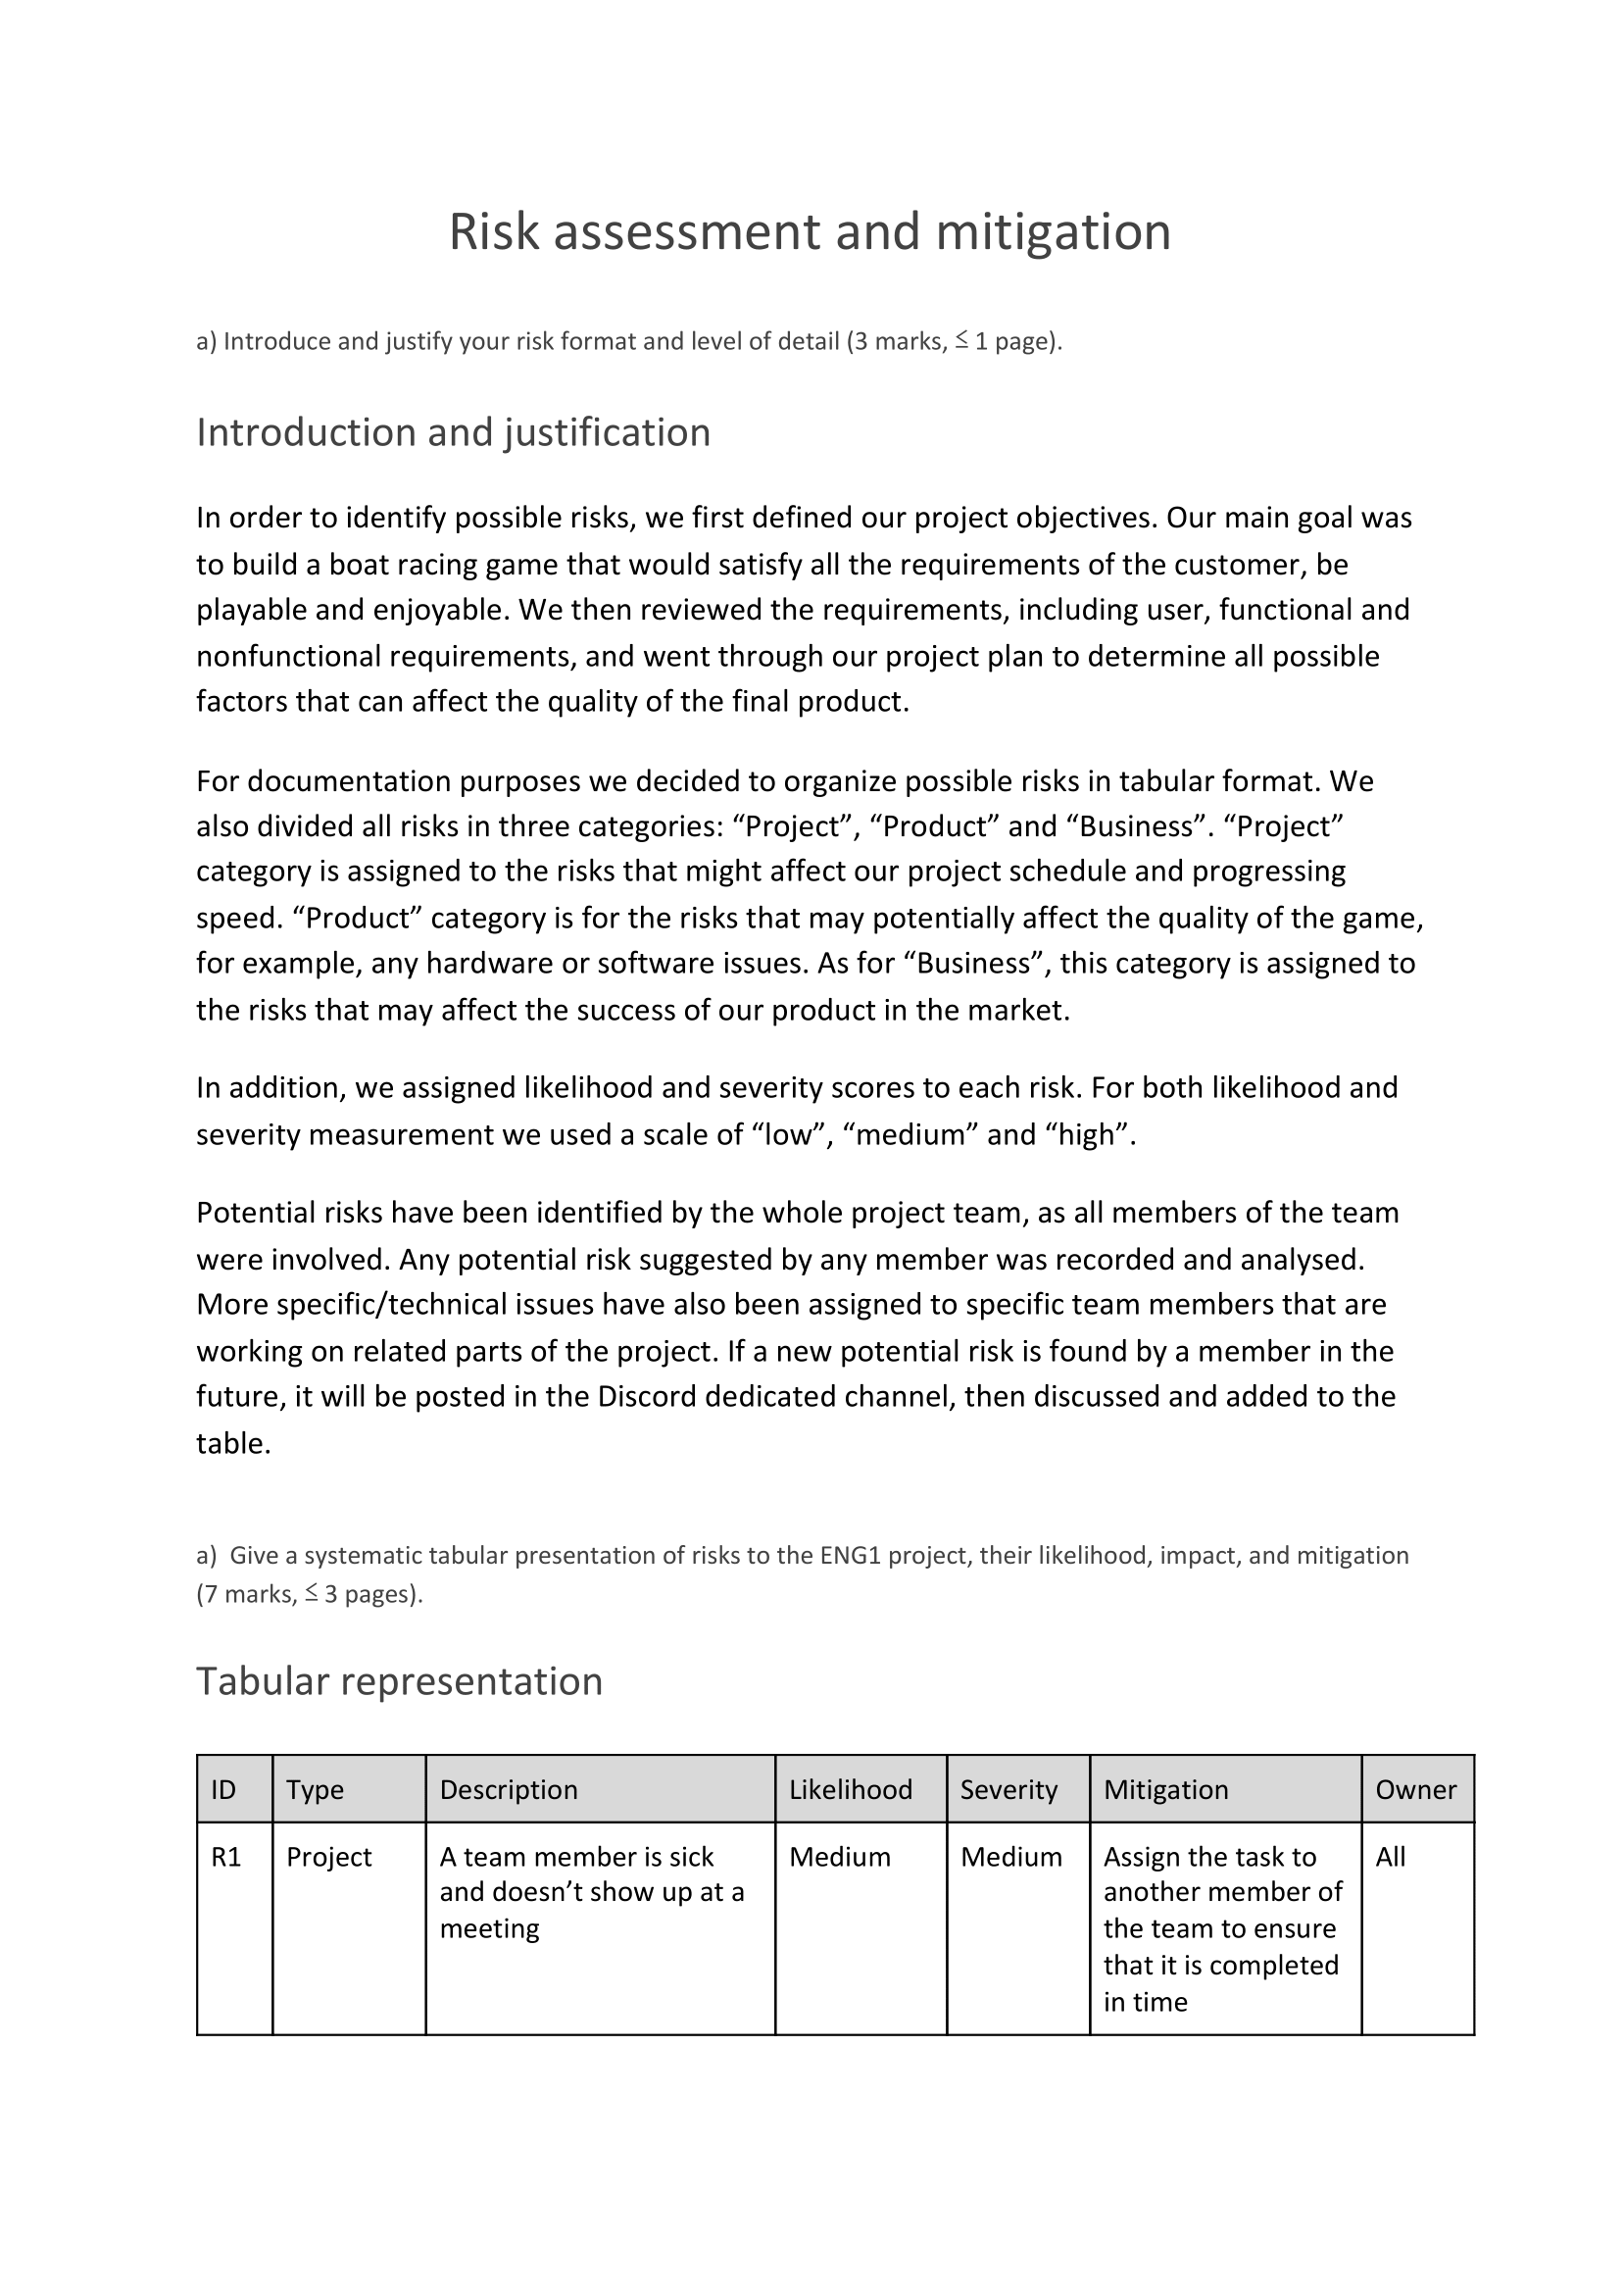 Risk assessment and mitigation
a) Introduce and justify your risk format and level of detail (3 marks, ≤ 1 page).
Introduction and justification
In order to identify possible risks, we first defined our project objectives. Our main goal was
to build a boat racing game that would satisfy all the requirements of the customer, be
playable and enjoyable. We then reviewed the requirements, including user, functional and
nonfunctional requirements, and went through our project plan to determine all possible
factors that can affect the quality of the final product.
For documentation purposes we decided to organize possible risks in tabular format. We
also divided all risks in three categories: “Project”, “Product” and “Business”. “Project”
category is assigned to the risks that might affect our project schedule and progressing
speed. “Product” category is for the risks that may potentially affect the quality of the game,
for example, any hardware or software issues. As for “Business”, this category is assigned to
the risks that may affect the success of our product in the market.
In addition, we assigned likelihood and severity scores to each risk. For both likelihood and
severity measurement we used a scale of “low”, “medium” and “high”.
Potential risks have been identified by the whole project team, as all members of the team
were involved. Any potential risk suggested by any member was recorded and analysed.
More specific/technical issues have also been assigned to specific team members that are
working on related parts of the project. If a new potential risk is found by a member in the
future, it will be posted in the Discord dedicated channel, then discussed and added to the
table.
a) Give a systematic tabular presentation of risks to the ENG1 project, their likelihood, impact, and mitigation
(7 marks, ≤ 3 pages).
Tabular representation
ID Type Description Likelihood Severity Mitigation Owner
R1 Project A team member is sick Medium Medium Assign the task to All
and doesn’t show up at a another member of
meeting the team to ensure
that it is completed
in time